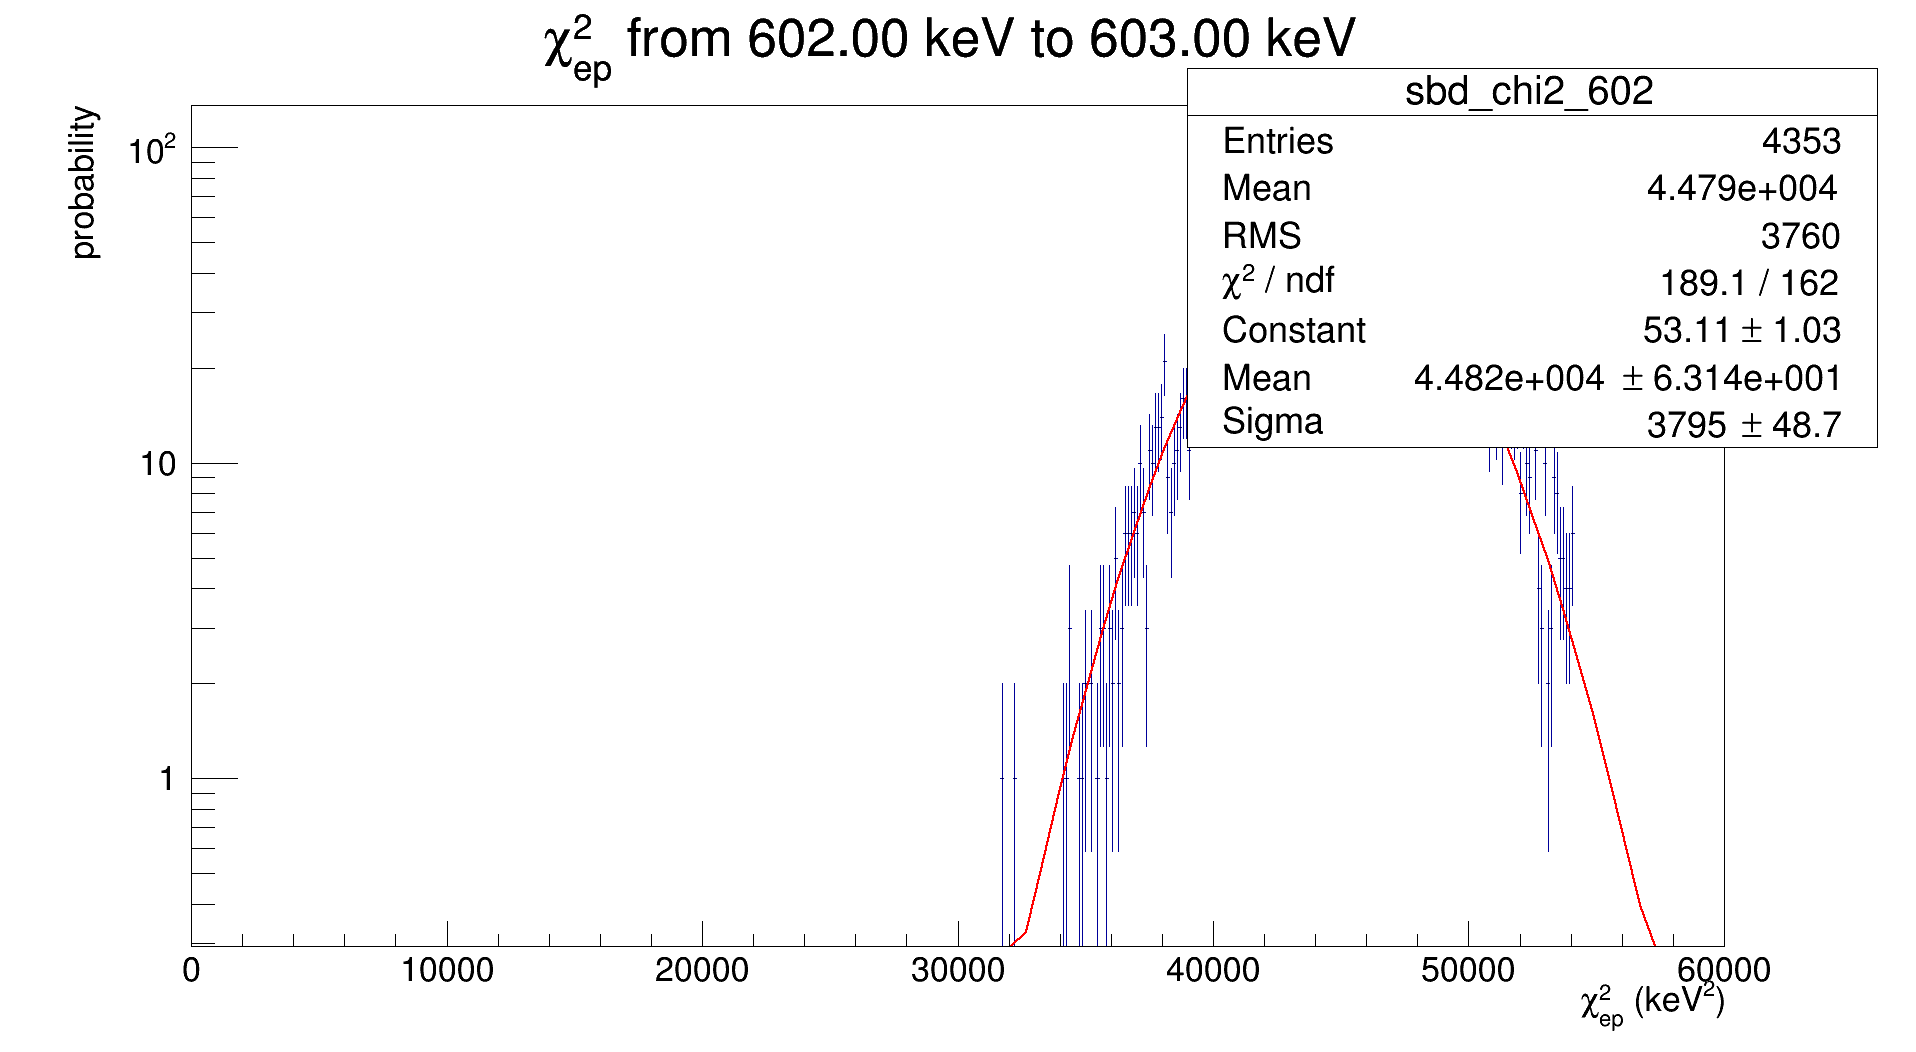 χ²ep from 602.00 keV to 603.00 keV
probability
sbd_chi2_602
Entries 4353
Mean 4.479e+004
RMS 3760
χ² / ndf 189.1 / 162
Constant 53.11 ± 1.03
Mean 4.482e+004 ± 6.314e+001
Sigma 3795 ± 48.7
10²
10
1
0 10000 20000 30000 40000 50000 60000
χ²ep (keV²)